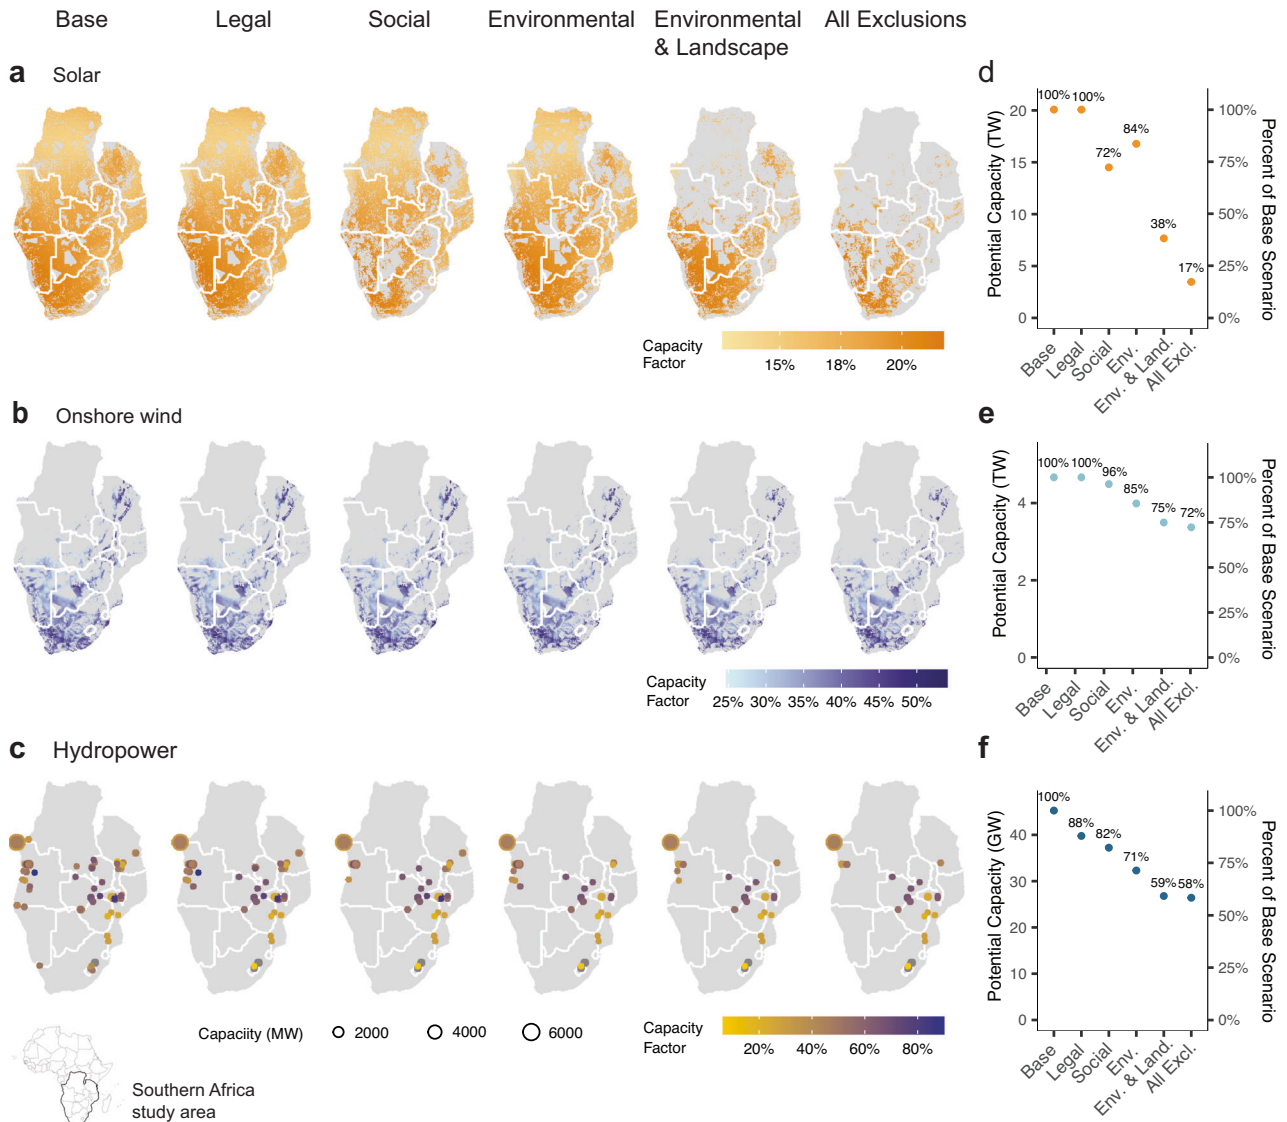 Base
Legal
Social
Environmental
Environmental
& Landscape
All Exclusions
a Solar
Capacity
Factor
15% 18% 20%
d
Potential Capacity (TW)
20
15
10
5
0
100%
100%
72%
84%
38%
17%
100%
75%
50%
25%
0%
Percent of Base Scenario
Base
Legal
Social
Env.
Env. & Land.
All Excl.
b Onshore wind
Capacity
Factor
25% 30% 35% 40% 45% 50%
e
Potential Capacity (TW)
4
2
0
100%
100%
96%
85%
75%
72%
100%
75%
50%
25%
0%
Percent of Base Scenario
Base
Legal
Social
Env.
Env. & Land.
All Excl.
c Hydropower
Capaciity (MW)
2000
4000
6000
Capacity
Factor
20% 40% 60% 80%
Southern Africa
study area
f
Potential Capacity (GW)
40
30
20
10
0
100%
88%
82%
71%
59%
58%
100%
75%
50%
25%
0%
Percent of Base Scenario
Base
Legal
Social
Env.
Env. & Land.
All Excl.